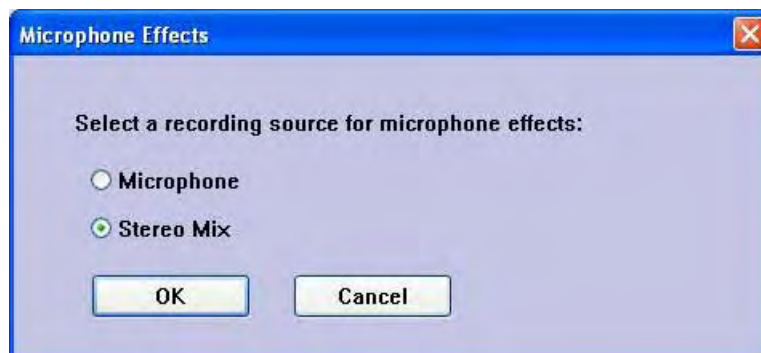 Microphone Effects
Select a recording source for microphone effects:
Microphone
Stereo Mix
OK Cancel